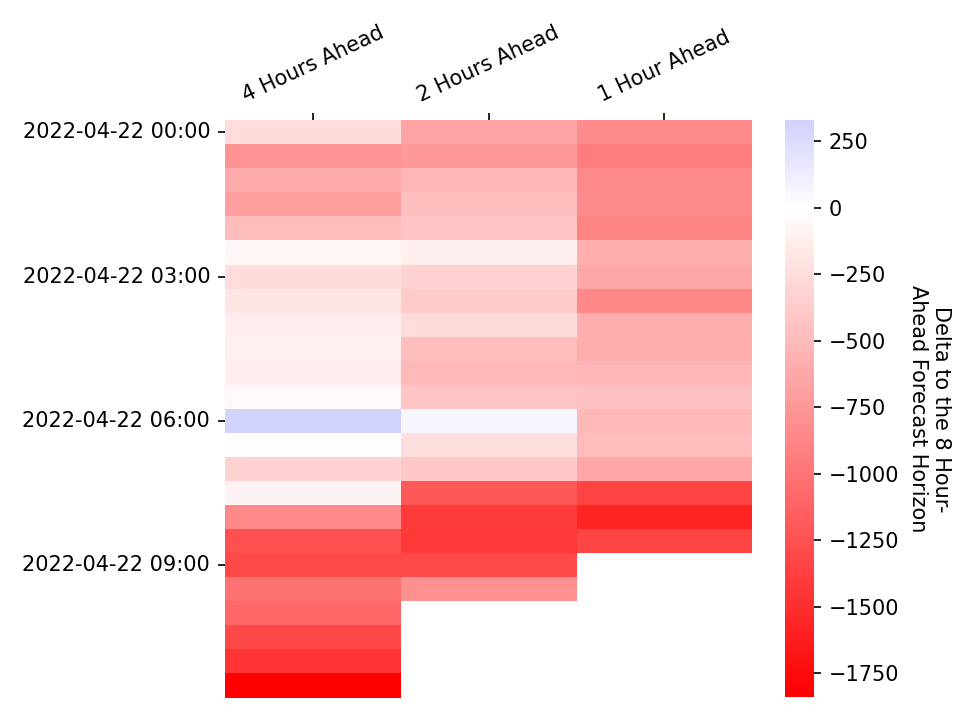 4 Hours Ahead
2 Hours Ahead
1 Hour Ahead
2022-04-22 00:00
2022-04-22 03:00
2022-04-22 06:00
2022-04-22 09:00
250
0
−250
−500
−750
−1000
−1250
−1500
−1750
Delta to the 8 Hour-
Ahead Forecast Horizon